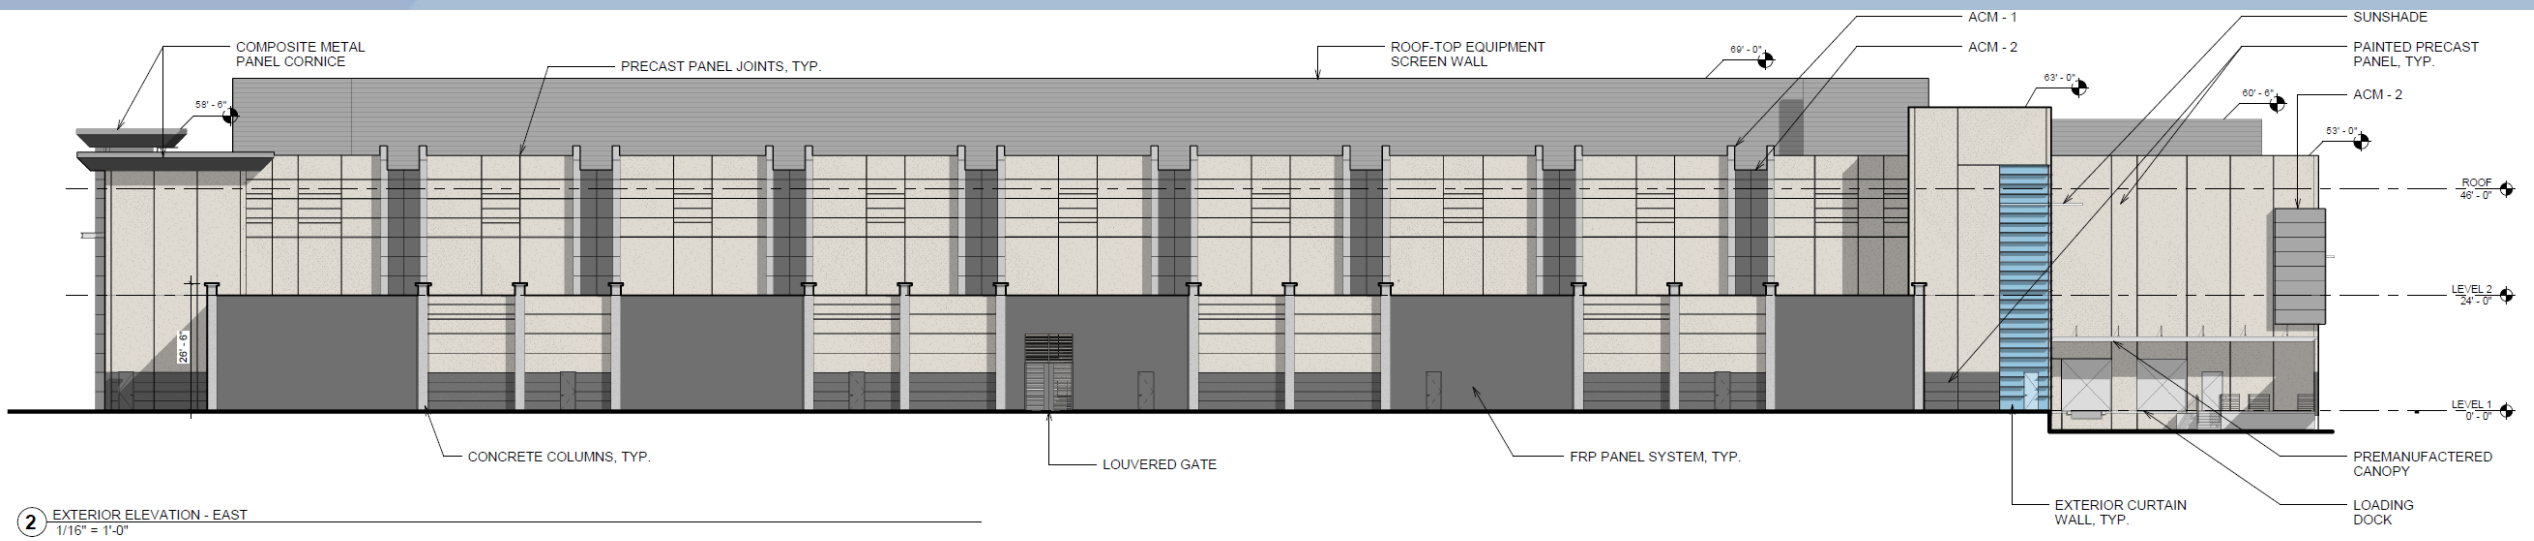 COMPOSITE METAL
PANEL CORNICE
PRECAST PANEL JOINTS, TYP.
ROOF-TOP EQUIPMENT
SCREEN WALL
ACM - 1
ACM - 2
SUNSHADE
PAINTED PRECAST
PANEL, TYP.
ACM - 2
58' - 6"
69' - 0"
63' - 0"
60' - 6"
53' - 0"
ROOF
46' - 0"
LEVEL 2
24' - 0"
26' - 6"
LEVEL 1
0' - 0"
CONCRETE COLUMNS, TYP.
LOUVERED GATE
FRP PANEL SYSTEM, TYP.
PREMANUFACTERED
CANOPY
EXTERIOR CURTAIN
WALL, TYP.
LOADING
DOCK
2 EXTERIOR ELEVATION - EAST
1/16" = 1'-0"